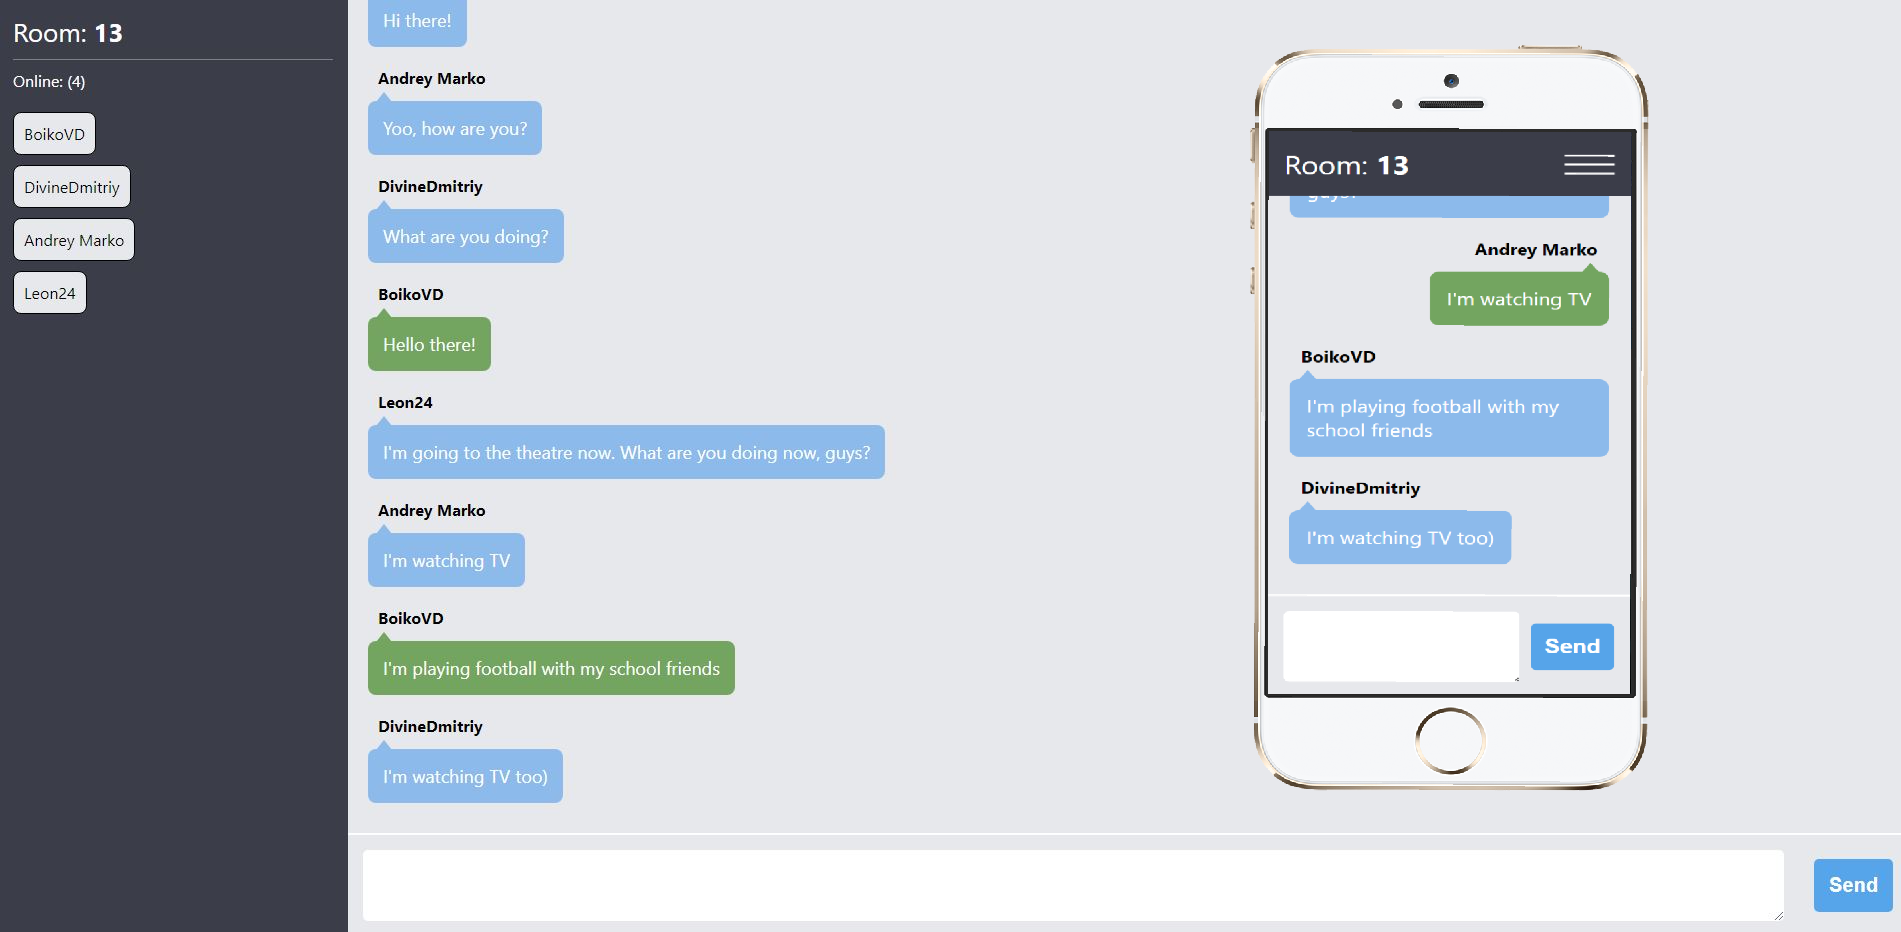 Room: 13
Online: (4)
BoikoVD
DivineDmitriy
Andrey Marko
Leon24
Hi there!
Andrey Marko
Yoo, how are you?
DivineDmitriy
What are you doing?
BoikoVD
Hello there!
Leon24
I'm going to the theatre now. What are you doing now, guys?
Andrey Marko
I'm watching TV
BoikoVD
I'm playing football with my school friends
DivineDmitriy
I'm watching TV too)
Send
Room: 13
guys?
Andrey Marko
I'm watching TV
BoikoVD
I'm playing football with my
school friends
DivineDmitriy
I'm watching TV too)
Send